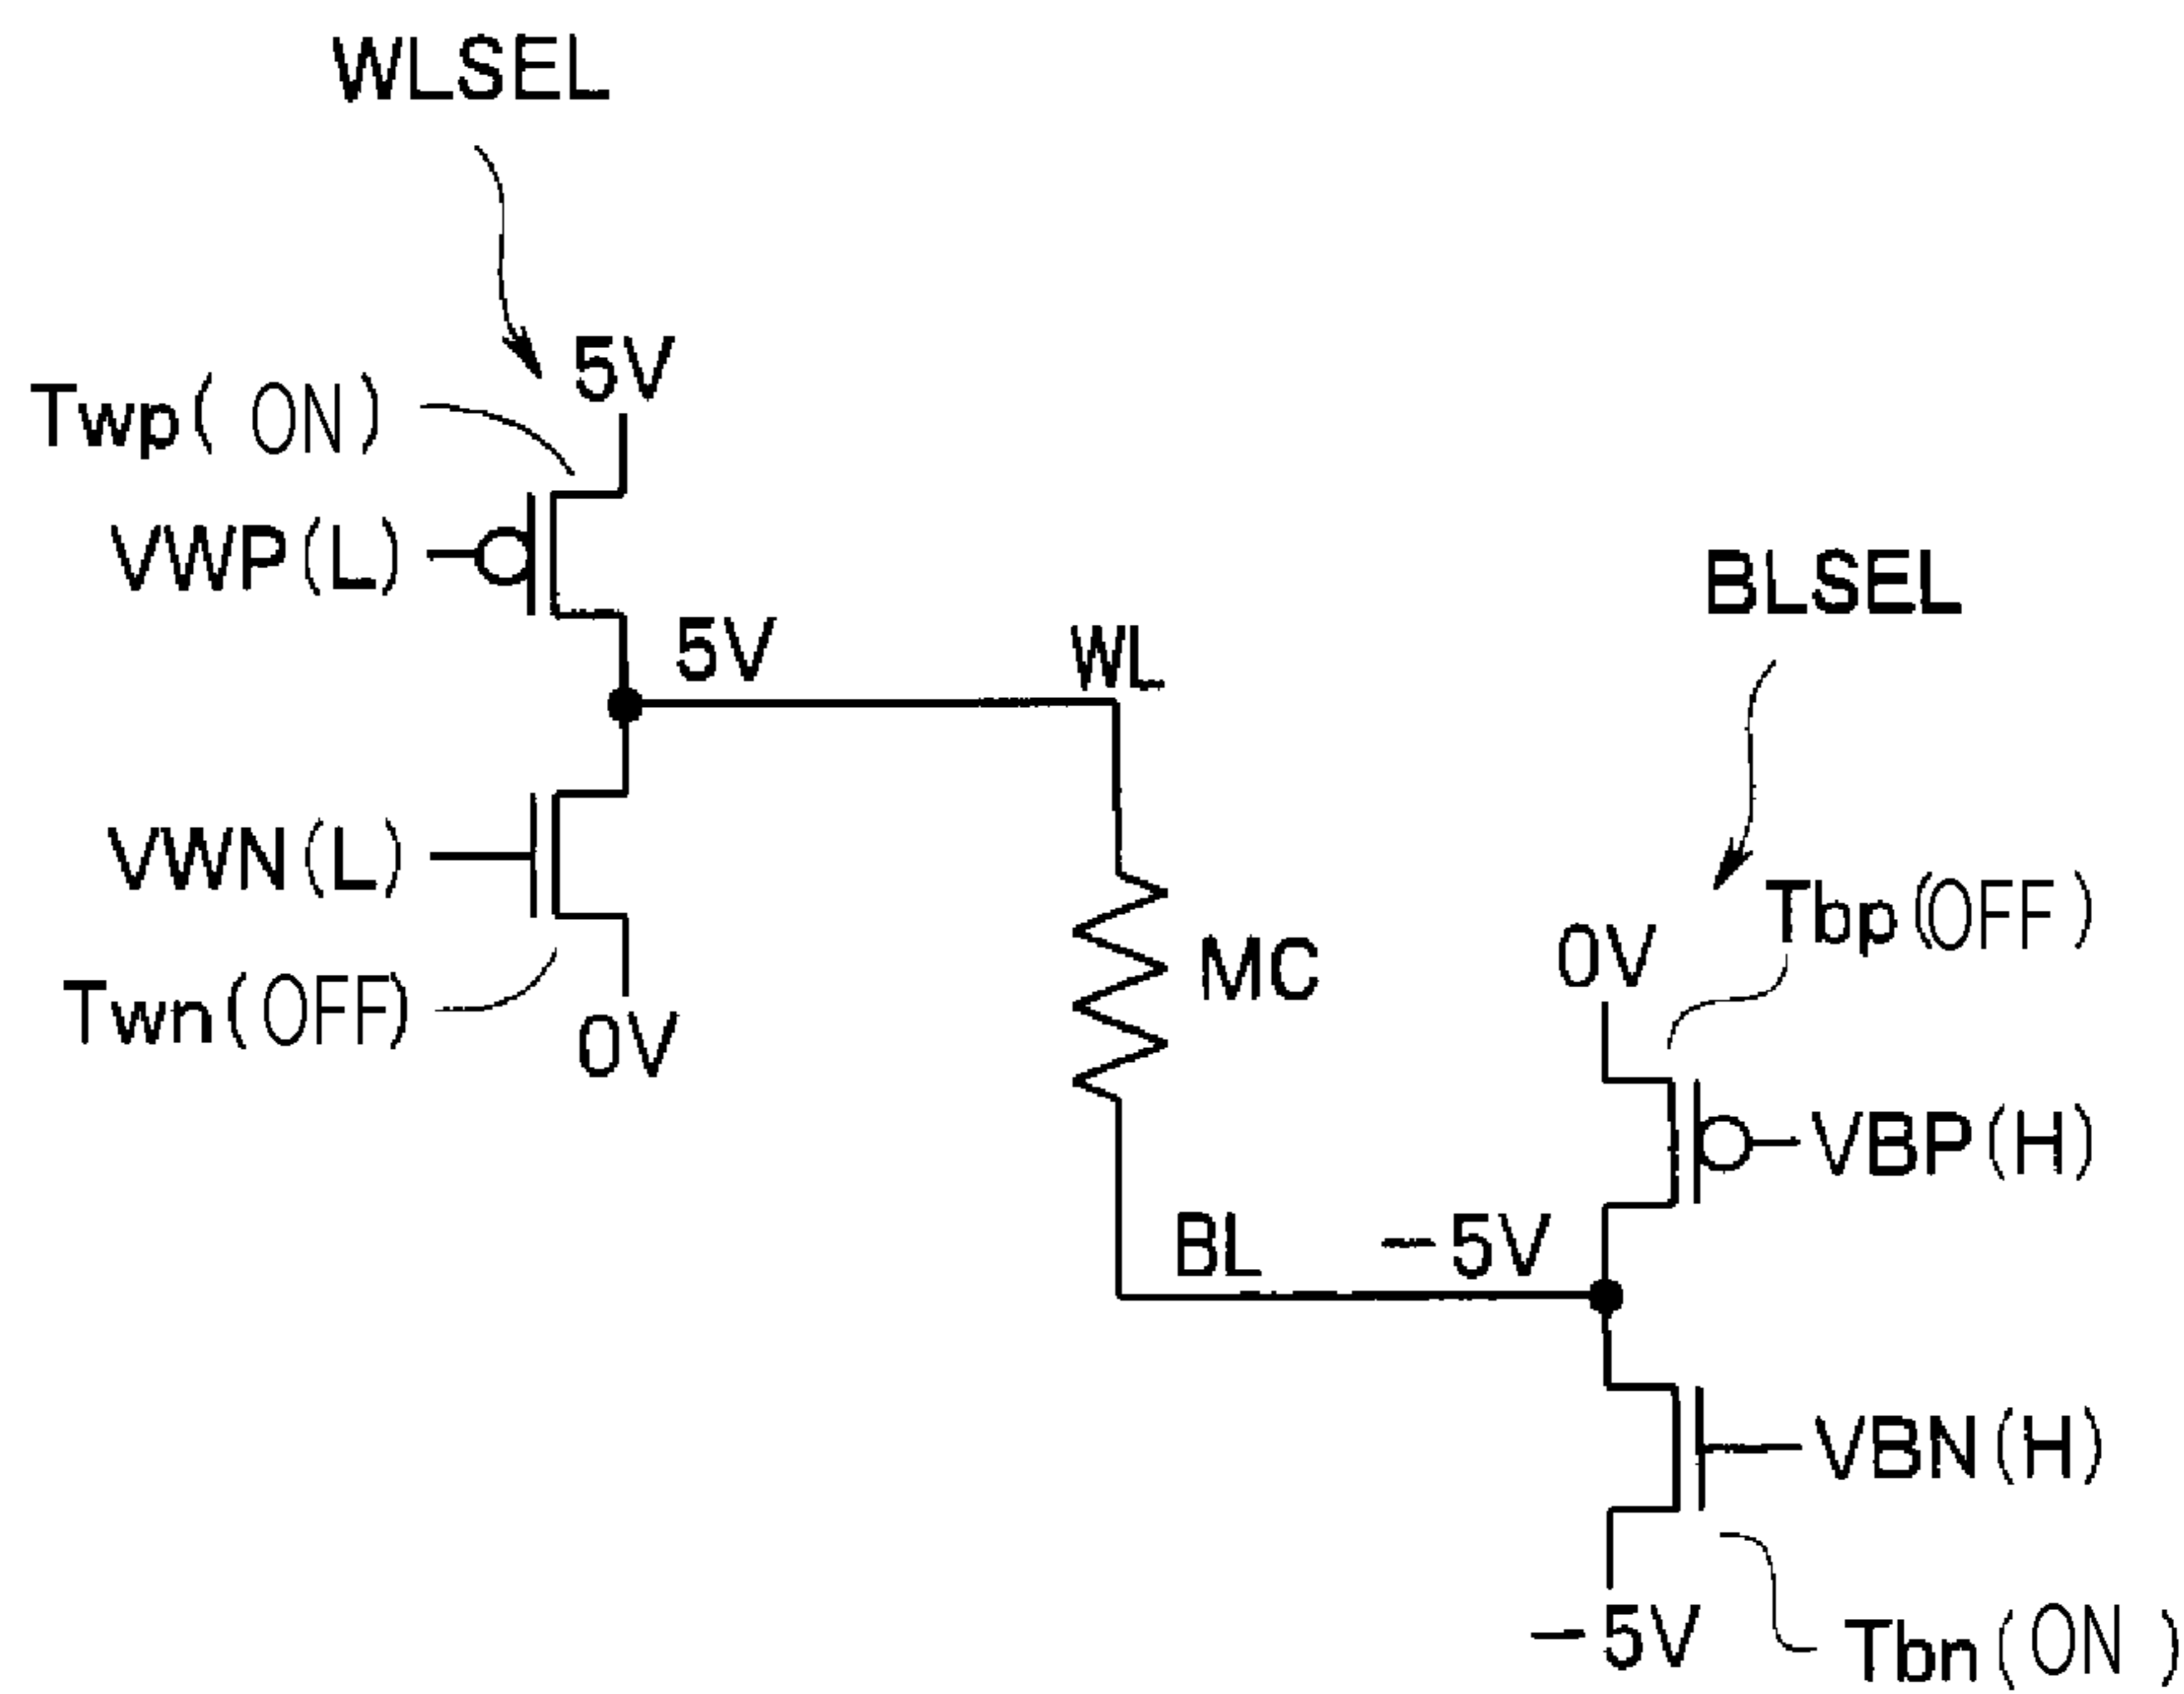 WLSEL
5V
Twp(ON)
VWP(L)
5V
WL
VWN(L)
Twn(OFF)
0V
MC
BLSEL
0V
Tbp(OFF)
VBP(H)
BL
-5V
VBN(H)
-5V
Tbn(ON)